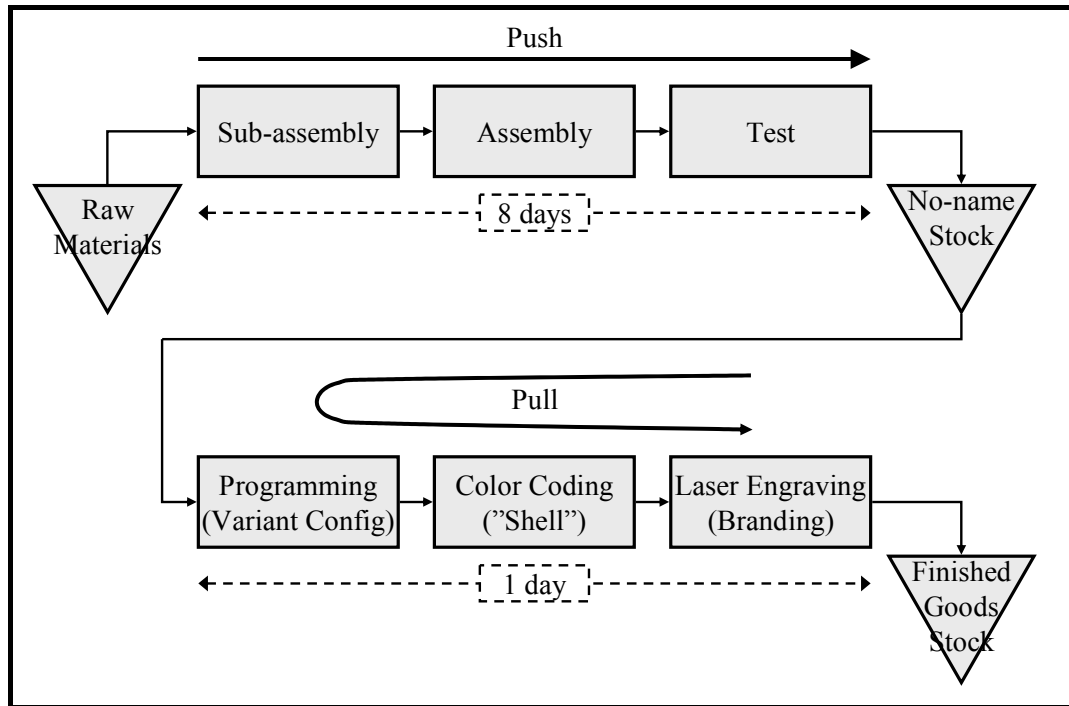 Push
Sub-assembly
Assembly
Test
Raw
Materials
8 days
No-name
Stock
Pull
Programming
(Variant Config)
Color Coding
(”Shell”)
Laser Engraving
(Branding)
1 day
Finished
Goods
Stock